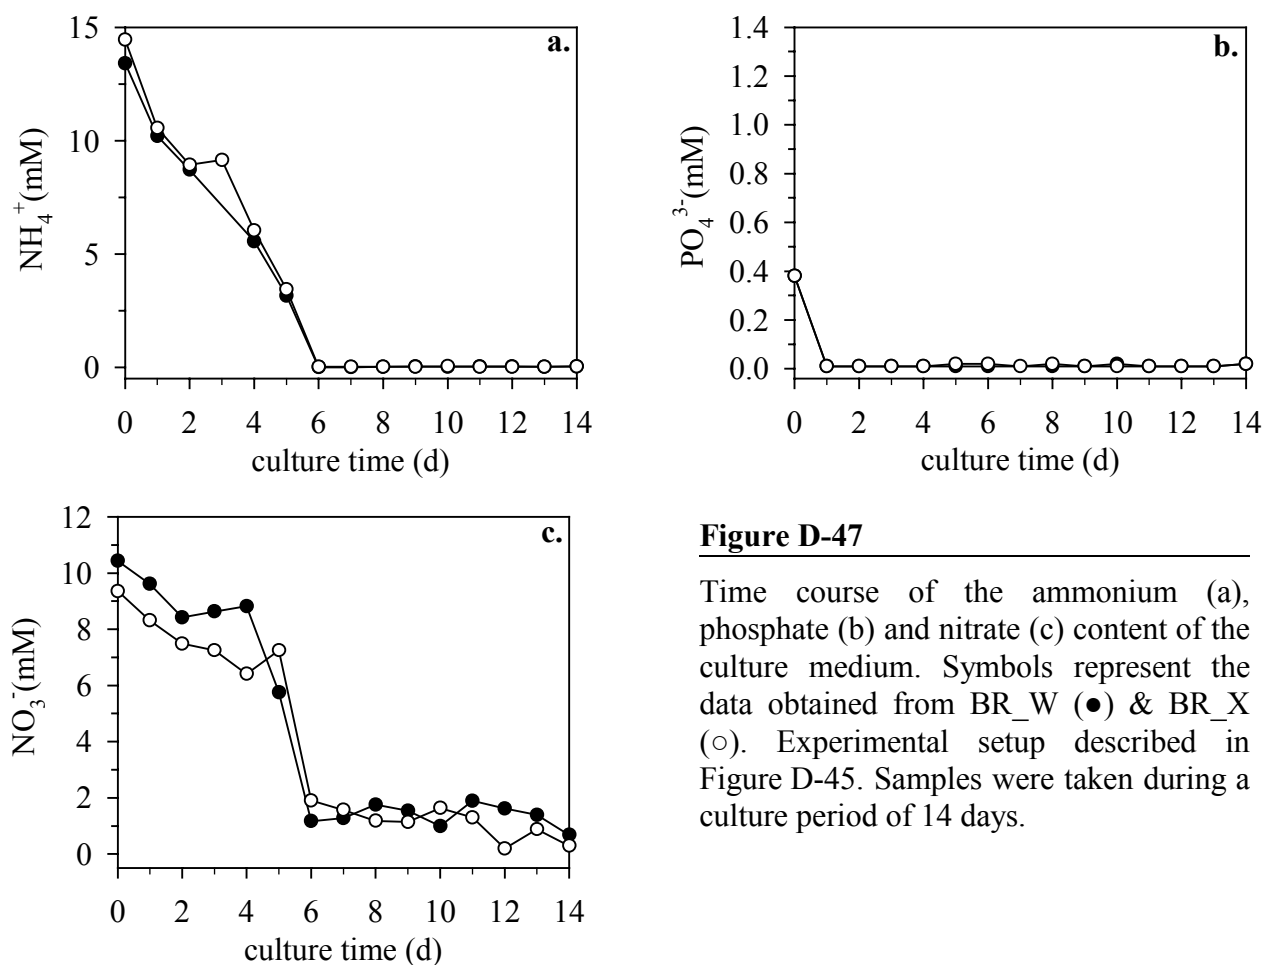 a.
15
10
5
0
NH₄⁺(mM)
0 2 4 6 8 10 12 14
culture time (d)
b.
1.4
1.2
1.0
0.8
0.6
0.4
0.2
0.0
PO₄³⁻(mM)
0 2 4 6 8 10 12 14
culture time (d)
c.
12
10
8
6
4
2
0
NO₃⁻(mM)
0 2 4 6 8 10 12 14
culture time (d)
Figure D-47
Time course of the ammonium (a),
phosphate (b) and nitrate (c) content of the
culture medium. Symbols represent the
data obtained from BR_W (●) & BR_X
(○). Experimental setup described in
Figure D-45. Samples were taken during a
culture period of 14 days.